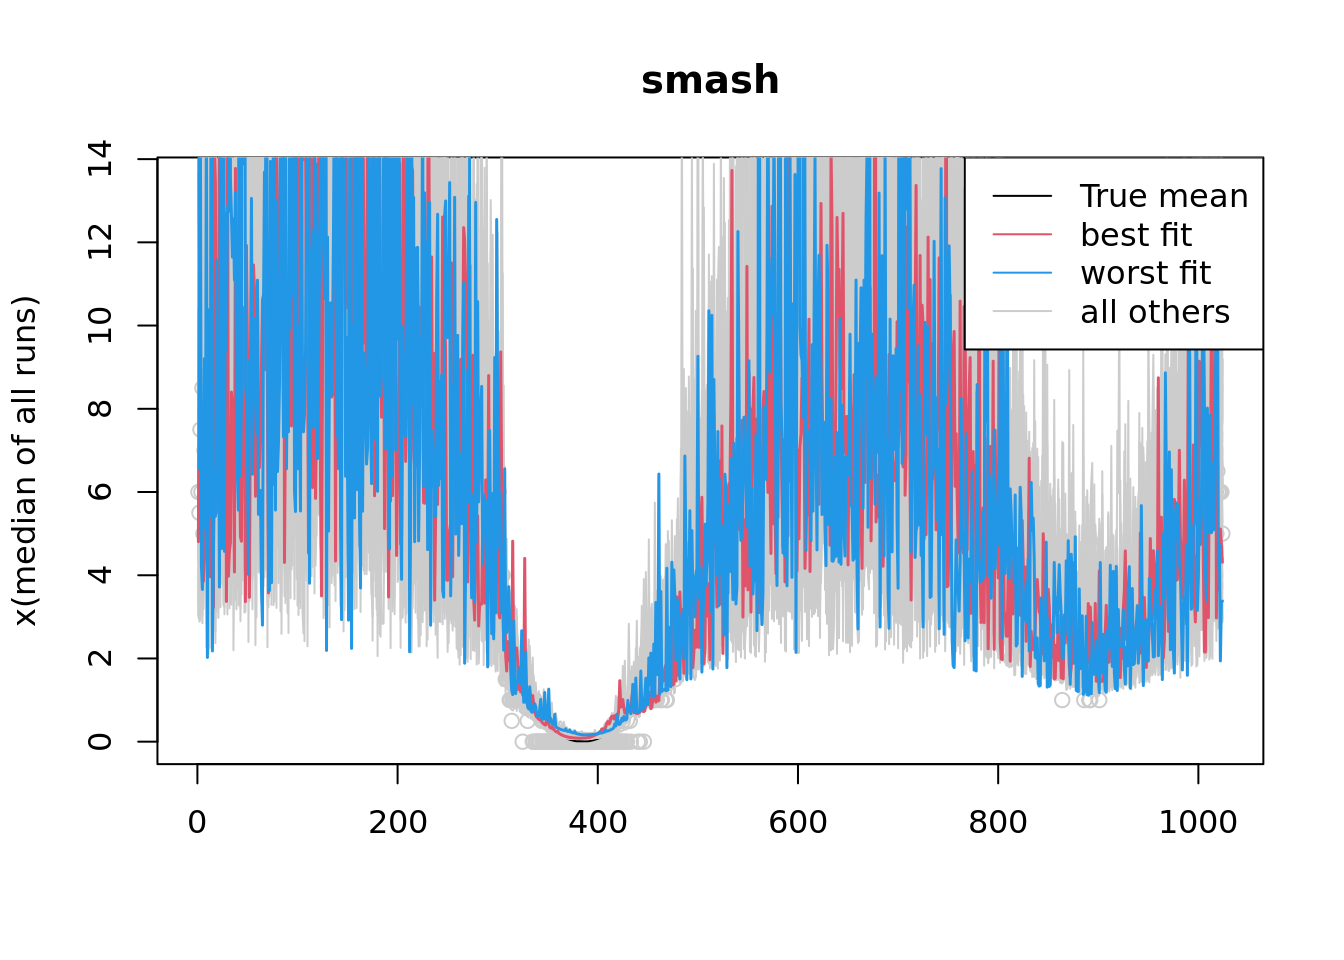 smash
x(median of all runs)
14
12
10
8
6
4
2
0
True mean
best fit
worst fit
all others
0 200 400 600 800 1000